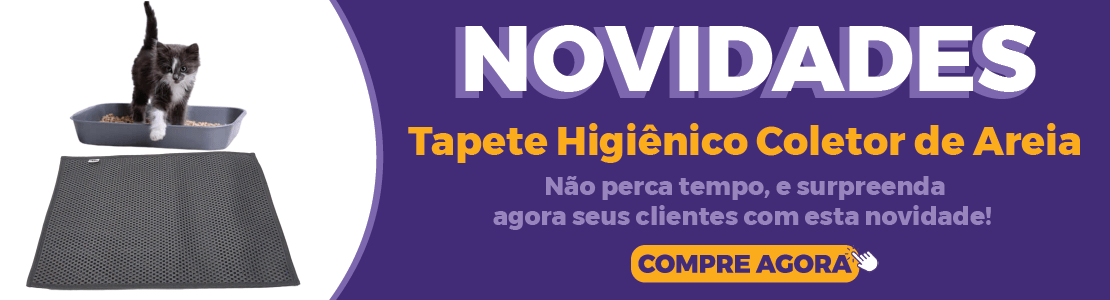 NOVIDADES
Tapete Higiênico Coletor de Areia
Não perca tempo, e surpreenda
agora seus clientes com esta novidade!
COMPRE AGORA